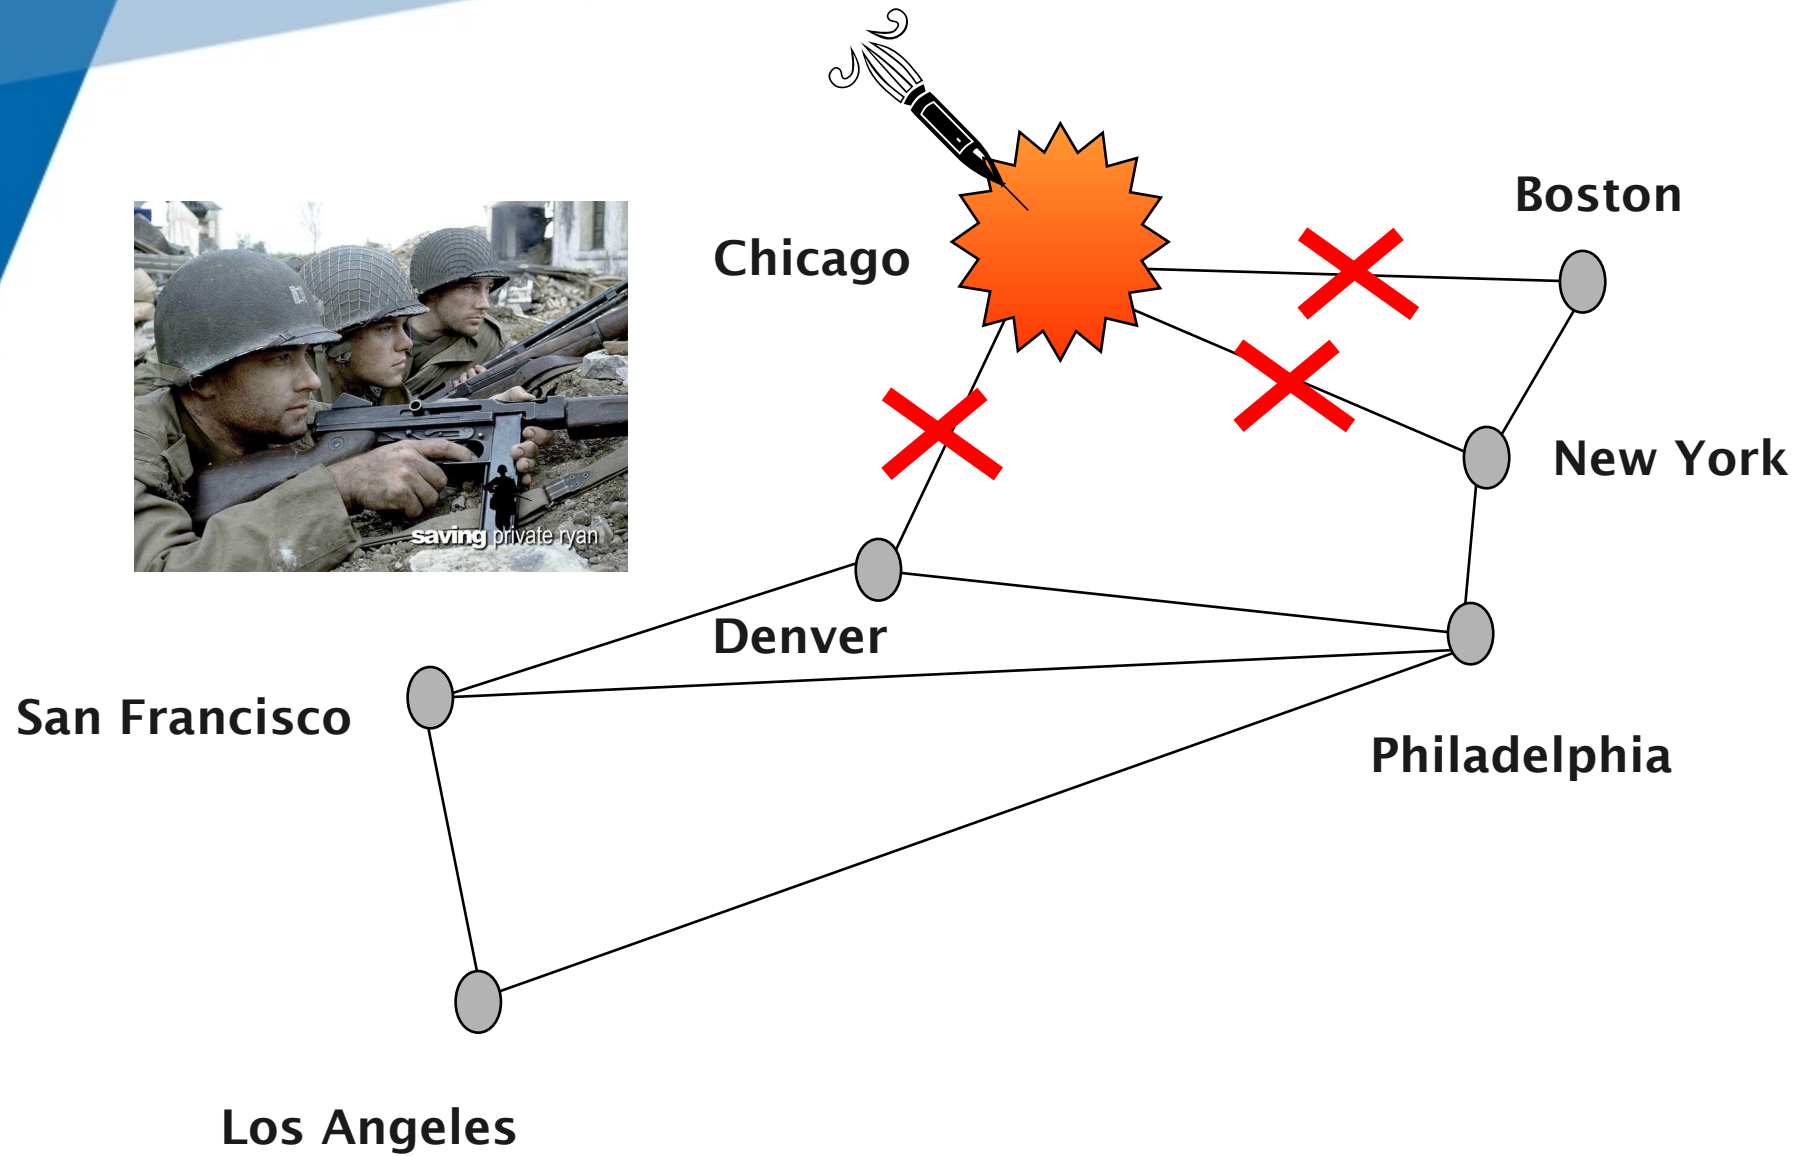 Boston
Chicago
New York
saving private ryan
Denver
San Francisco
Philadelphia
Los Angeles